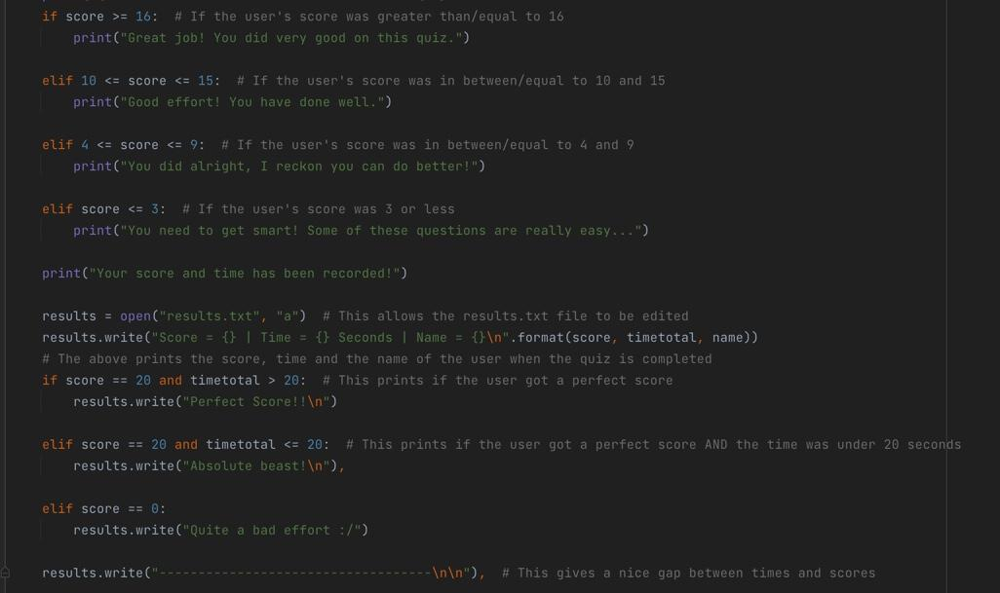 if score >= 16:  # If the user's score was greater than/equal to 16
    print("Great job! You did very good on this quiz.")
elif 10 <= score <= 15:  # If the user's score was in between/equal to 10 and 15
    print("Good effort! You have done well.")
elif 4 <= score <= 9:  # If the user's score was in between/equal to 4 and 9
    print("You did alright, I reckon you can do better!")
elif score <= 3:  # If the user's score was 3 or less
    print("You need to get smart! Some of these questions are really easy...")
print("Your score and time has been recorded!")
results = open("results.txt", "a")  # This allows the results.txt file to be edited
results.write("Score = {} | Time = {} Seconds | Name = {}\n".format(score, timetotal, name))
# The above prints the score, time and the name of the user when the quiz is completed
if score == 20 and timetotal > 20:  # This prints if the user got a perfect score
    results.write("Perfect Score!!\n")
elif score == 20 and timetotal <= 20:  # This prints if the user got a perfect score AND the time was under 20 seconds
    results.write("Absolute beast!\n"),
elif score == 0:
    results.write("Quite a bad effort :/")
results.write("-----------------------------------\n\n"),  # This gives a nice gap between times and scores